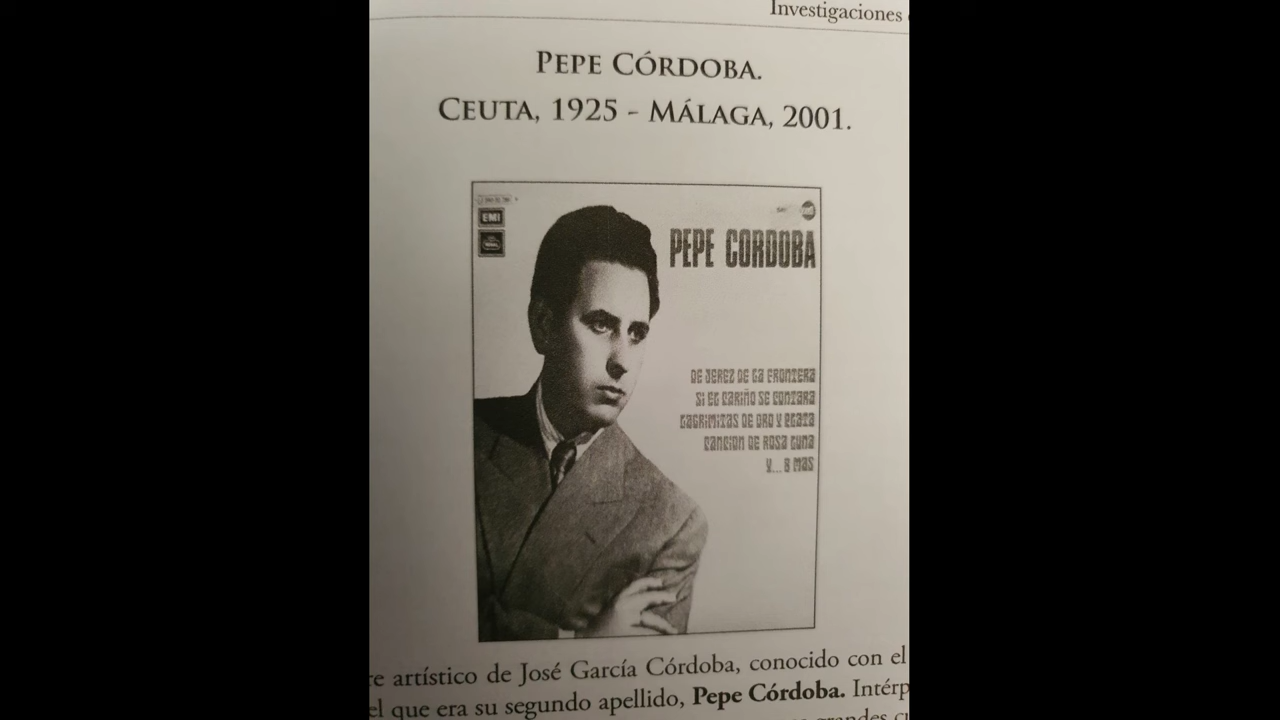 Investigaciones
PEPE CÓRDOBA.
CEUTA, 1925 - MÁLAGA, 2001.
EMI
PEPE CORDOBA
DE JEREZ DE LA FRONTERA
SI EL CARIÑO SE CONTARA
LAGRIMITAS DE ORO Y PLATA
CANCION DE ROSA LUNA
Y... 8 MAS
re artístico de José García Córdoba, conocido con el
el que era su segundo apellido, Pepe Córdoba. Intérp
grandes